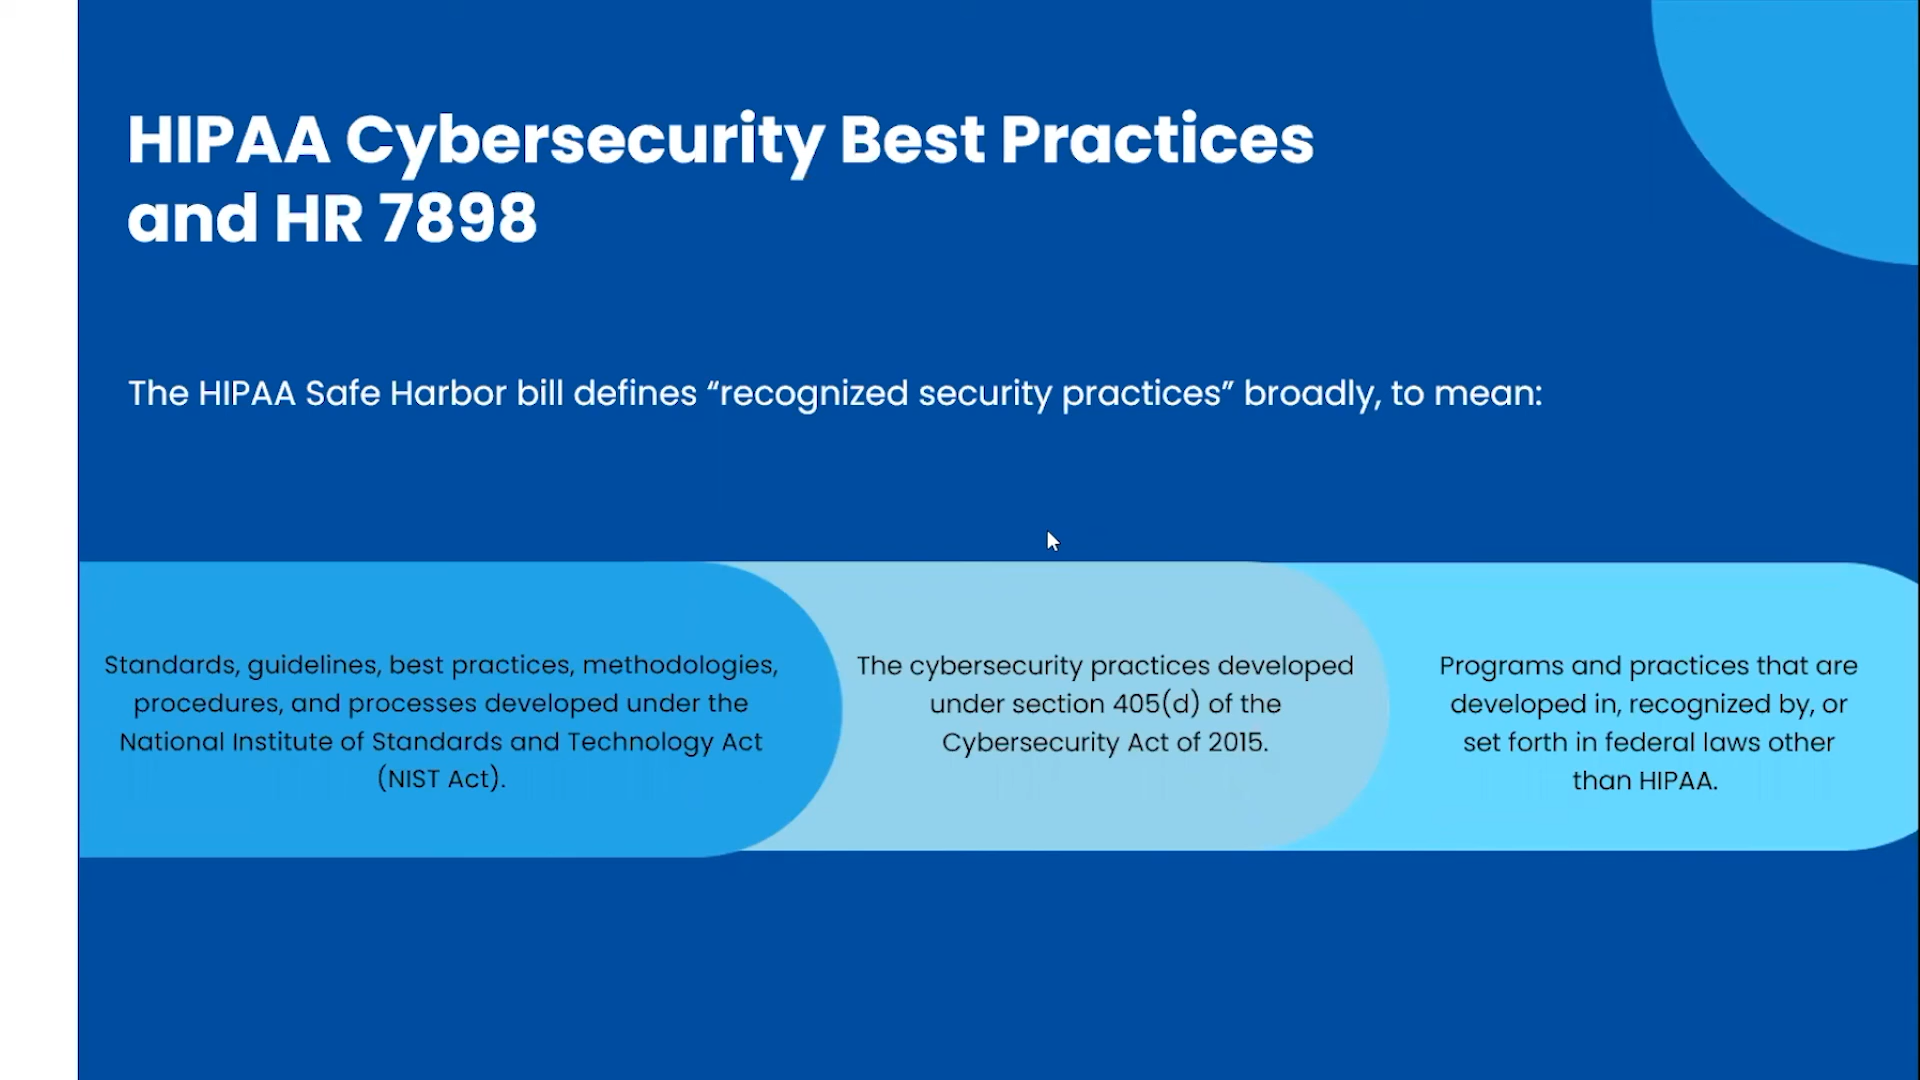 HIPAA Cybersecurity Best Practices
and HR 7898
The HIPAA Safe Harbor bill defines “recognized security practices” broadly, to mean:
Standards, guidelines, best practices, methodologies,
procedures, and processes developed under the
National Institute of Standards and Technology Act
(NIST Act).
The cybersecurity practices developed
under section 405(d) of the
Cybersecurity Act of 2015.
Programs and practices that are
developed in, recognized by, or
set forth in federal laws other
than HIPAA.